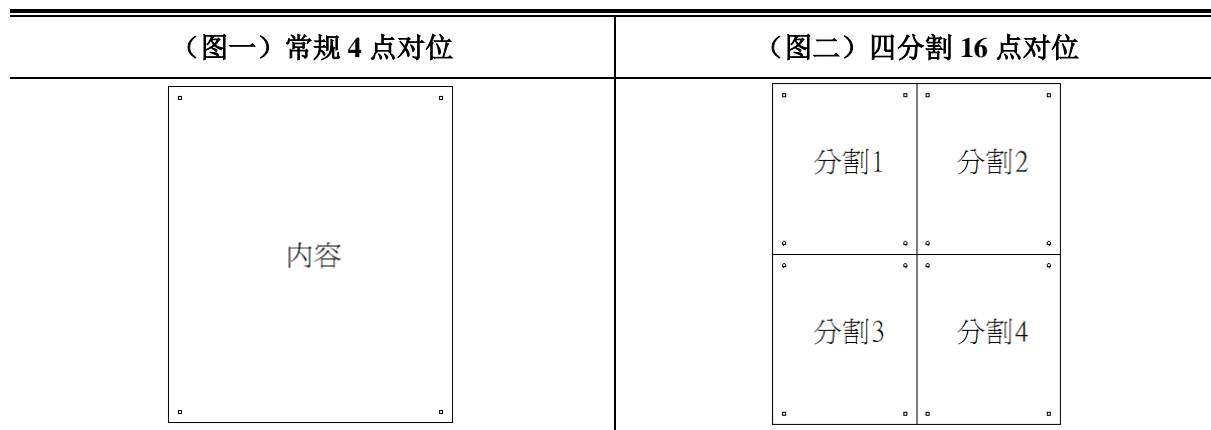 （图一）常规 4 点对位
（图二）四分割 16 点对位
内容
分割1
分割2
分割3
分割4